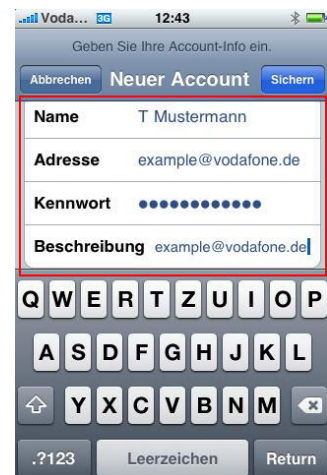 Voda... 3G 12:43
Geben Sie Ihre Account-Info ein.
Abbrechen Neuer Account Sichern
Name T Mustermann
Adresse example@vodafone.de
Kennwort ●●●●●●●●●●●●
Beschreibung example@vodafone.de
Q W E R T Z U I O P
A S D F G H J K L
Y X C V B N M
.?123 Leerzeichen Return